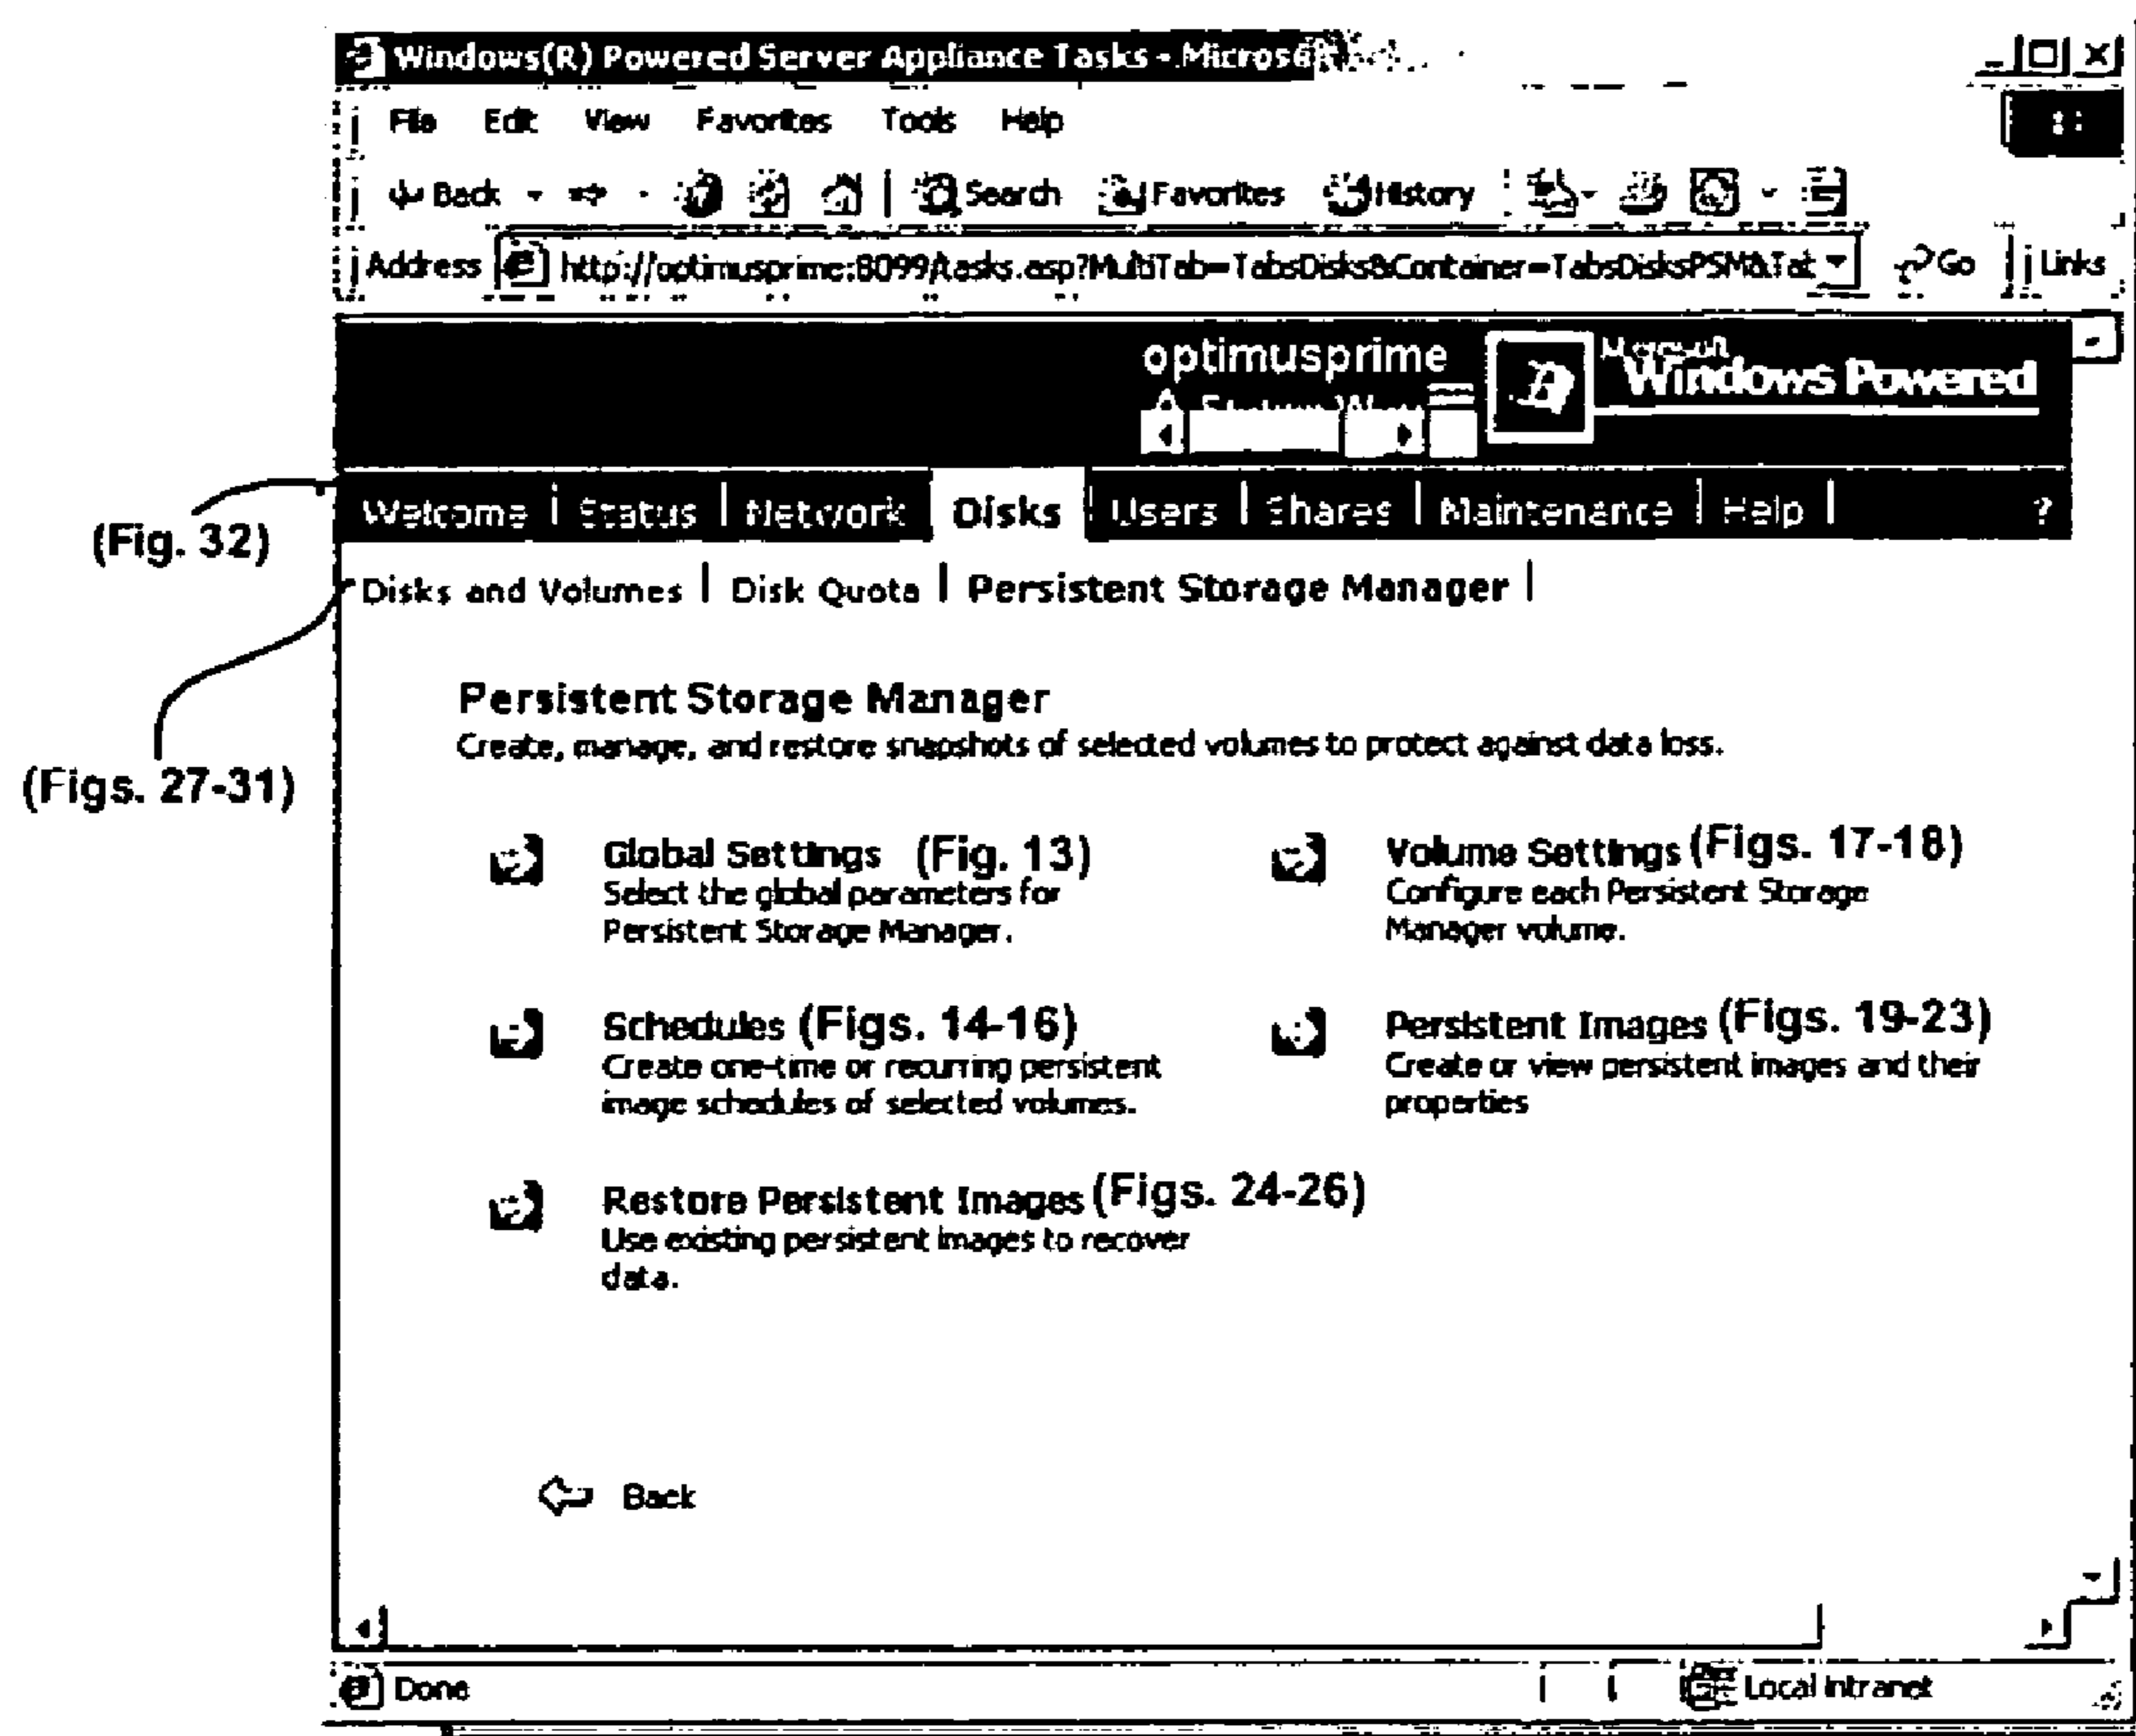 Windows(R) Powered Server Appliance Tasks - Microsoft
File Edit View Favorites Tools Help
Back Search Favorites History
Address http://optimusprime:8099/tasks.asp?MultiTab=TabsDisks&Container=TabsDisksPSM&Tat Go Links
optimusprime
Microsoft
Windows Powered
Welcome | Status | Network Disks Users | Shares | Maintenance | Help | ?
(Fig. 32)
Disks and Volumes | Disk Quota | Persistent Storage Manager |
Persistent Storage Manager
Create, manage, and restore snapshots of selected volumes to protect against data loss.
(Figs. 27-31)
Global Settings (Fig. 13)
Select the global parameters for
Persistent Storage Manager.
Volume Settings (Figs. 17-18)
Configure each Persistent Storage
Manager volume.
Schedules (Figs. 14-16)
Create one-time or recurring persistent
image schedules of selected volumes.
Persistent Images (Figs. 19-23)
Create or view persistent images and their
properties
Restore Persistent Images (Figs. 24-26)
Use existing persistent images to recover
data.
Back
Done Local intranet